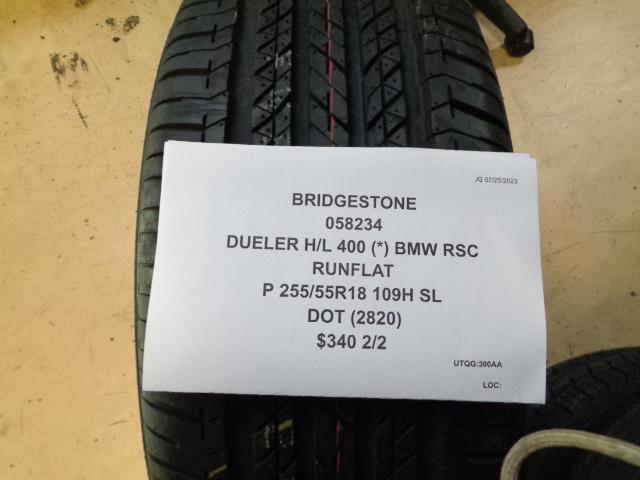 JG 07/25/2023
BRIDGESTONE
058234
DUELER H/L 400 (*) BMW RSC
RUNFLAT
P 255/55R18 109H SL
DOT (2820)
$340 2/2
UTQG:300AA
LOC: